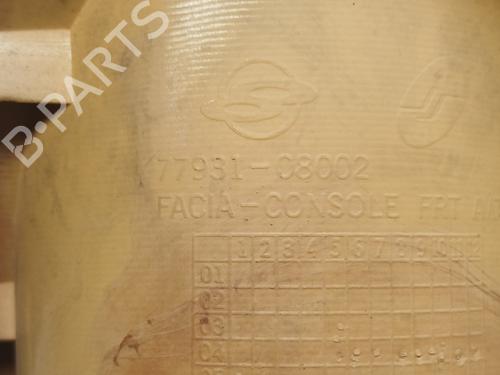 B-PARTS
77931-C8002
FACIA-CONSOLE FRT
1 2 3 4 5 6 7 8 9 10 11 12
01
02
03
04